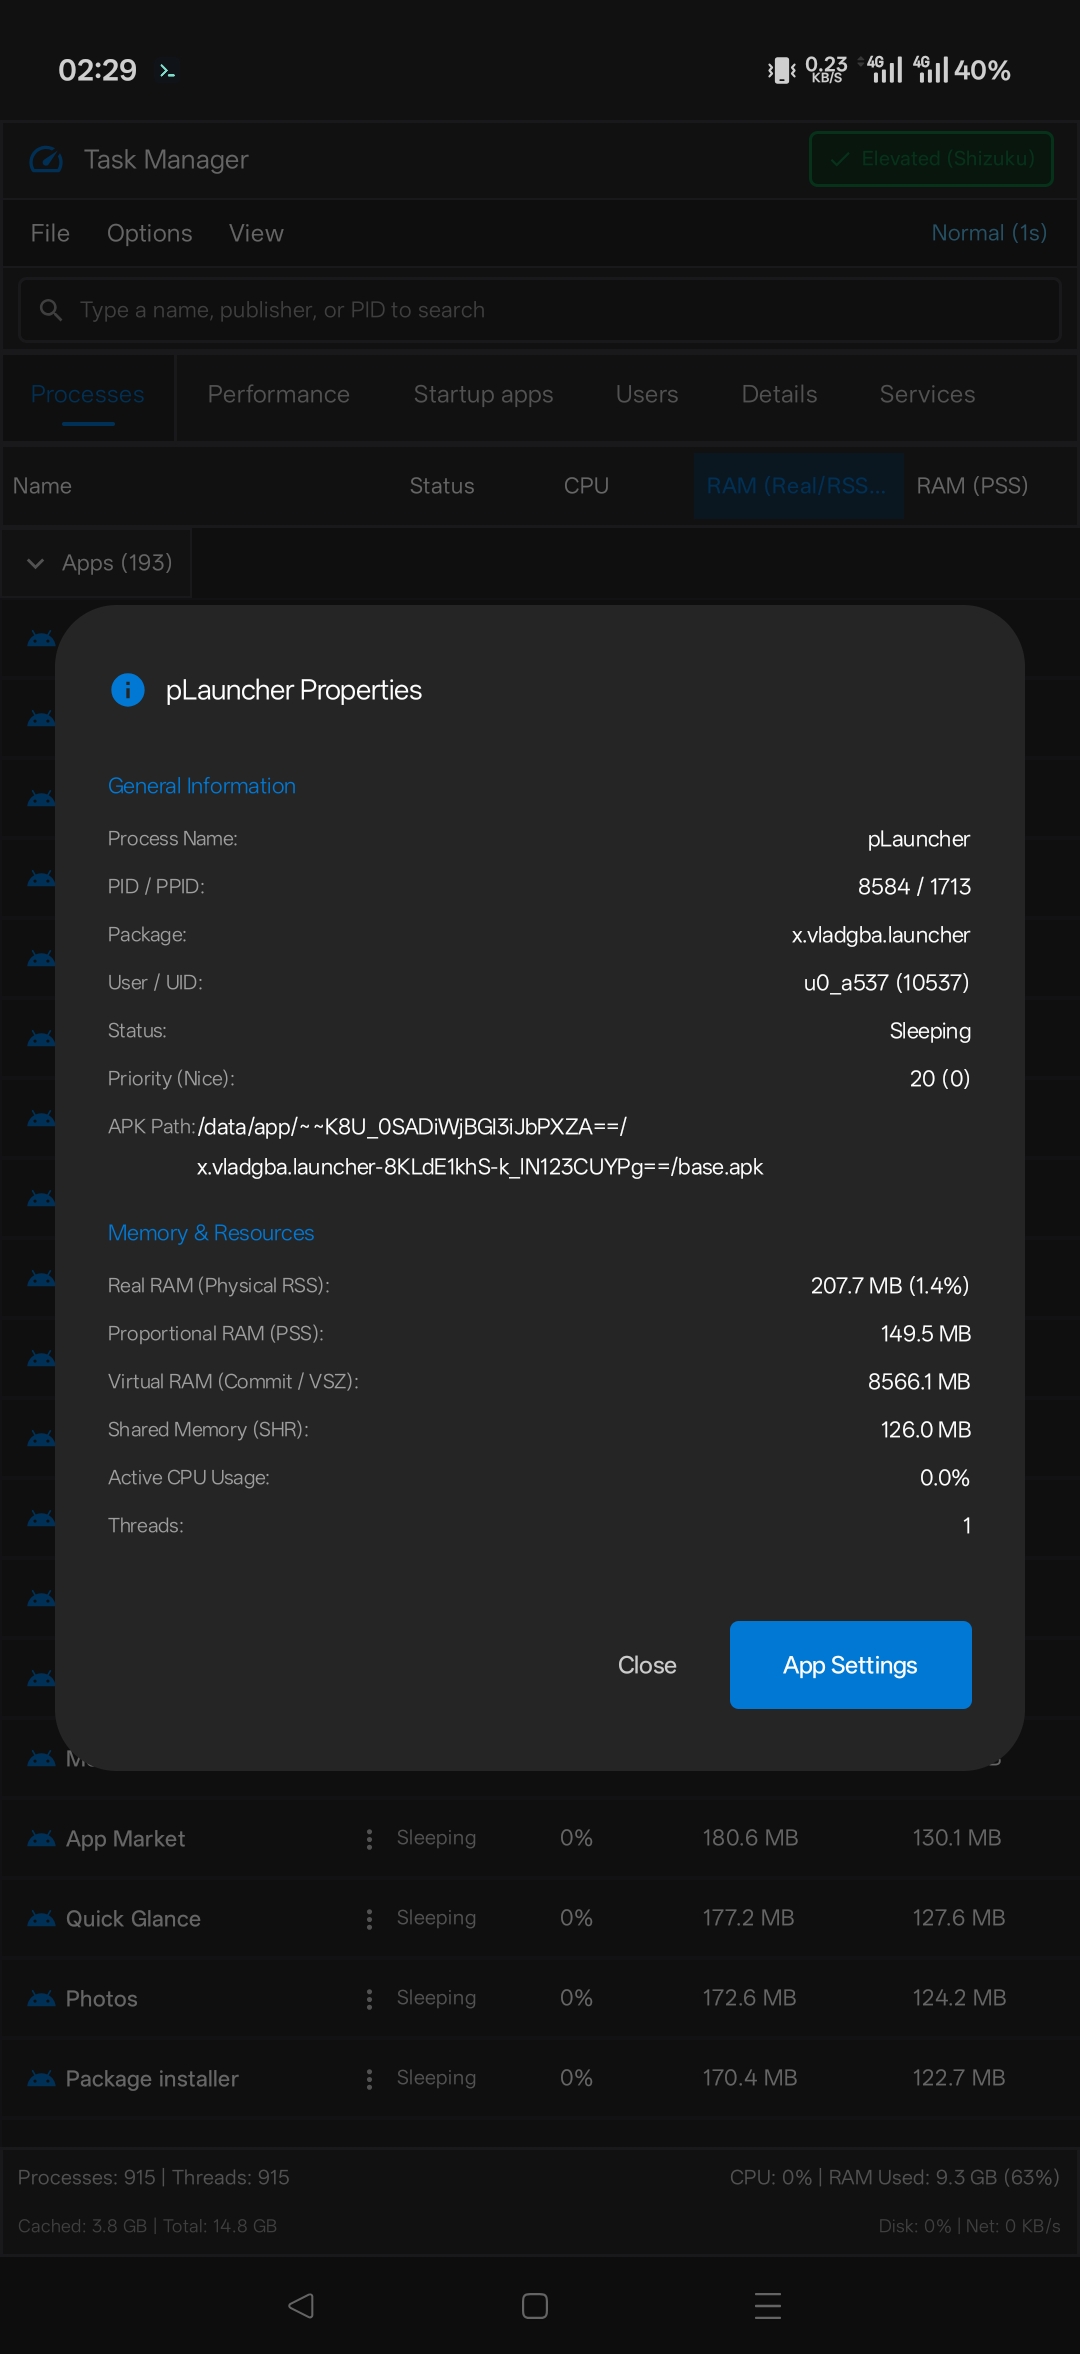 02:29
0.23 KB/S 4G 4G 40%
Task Manager
Elevated (Shizuku)
File Options View Normal (1s)
Type a name, publisher, or PID to search
Processes Performance Startup apps Users Details Services
Name Status CPU RAM (Real/RSS... RAM (PSS)
Apps (193)
pLauncher Properties
General Information
Process Name: pLauncher
PID / PPID: 8584 / 1713
Package: x.vladgba.launcher
User / UID: u0_a537 (10537)
Status: Sleeping
Priority (Nice): 20 (0)
APK Path: /data/app/~~K8U_0SADiWjBGl3iJbPXZA==/
x.vladgba.launcher-8KLdE1khS-k_lN123CUYPg==/base.apk
Memory & Resources
Real RAM (Physical RSS): 207.7 MB (1.4%)
Proportional RAM (PSS): 149.5 MB
Virtual RAM (Commit / VSZ): 8566.1 MB
Shared Memory (SHR): 126.0 MB
Active CPU Usage: 0.0%
Threads: 1
Close App Settings
App Market Sleeping 0% 180.6 MB 130.1 MB
Quick Glance Sleeping 0% 177.2 MB 127.6 MB
Photos Sleeping 0% 172.6 MB 124.2 MB
Package installer Sleeping 0% 170.4 MB 122.7 MB
Processes: 915 | Threads: 915 CPU: 0% | RAM Used: 9.3 GB (63%)
Cached: 3.8 GB | Total: 14.8 GB Disk: 0% | Net: 0 KB/s